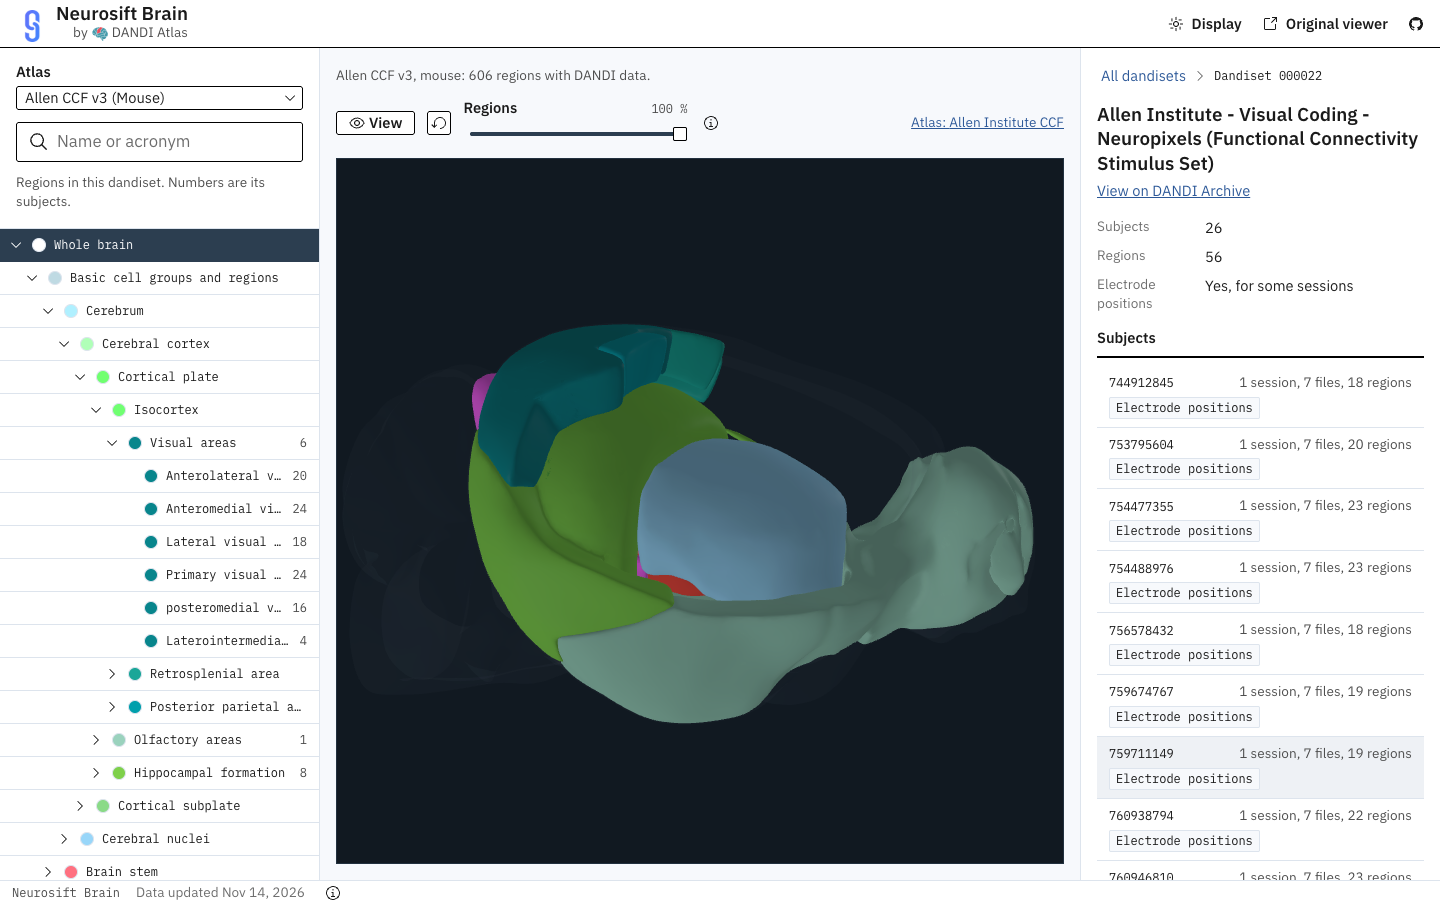 Neurosift Brain
by DANDI Atlas
Display
Original viewer
Atlas
Allen CCF v3 (Mouse)
Name or acronym
Regions in this dandiset. Numbers are its
subjects.
Whole brain
Basic cell groups and regions
Cerebrum
Cerebral cortex
Cortical plate
Isocortex
Visual areas 6
Anterolateral v… 20
Anteromedial vi… 24
Lateral visual … 18
Primary visual … 24
posteromedial v… 16
Laterointermedia… 4
Retrosplenial area
Posterior parietal a…
Olfactory areas 1
Hippocampal formation 8
Cortical subplate
Cerebral nuclei
Brain stem
Allen CCF v3, mouse: 606 regions with DANDI data.
View
Regions 100 %
Atlas: Allen Institute CCF
All dandisets > Dandiset 000022
Allen Institute - Visual Coding -
Neuropixels (Functional Connectivity
Stimulus Set)
View on DANDI Archive
Subjects 26
Regions 56
Electrode
positions
Yes, for some sessions
Subjects
744912845 1 session, 7 files, 18 regions
Electrode positions
753795604 1 session, 7 files, 20 regions
Electrode positions
754477355 1 session, 7 files, 23 regions
Electrode positions
754488976 1 session, 7 files, 23 regions
Electrode positions
756578432 1 session, 7 files, 18 regions
Electrode positions
759674767 1 session, 7 files, 19 regions
Electrode positions
759711149 1 session, 7 files, 19 regions
Electrode positions
760938794 1 session, 7 files, 22 regions
Electrode positions
760946810 1 session, 7 files, 23 regions
Neurosift Brain Data updated Nov 14, 2026